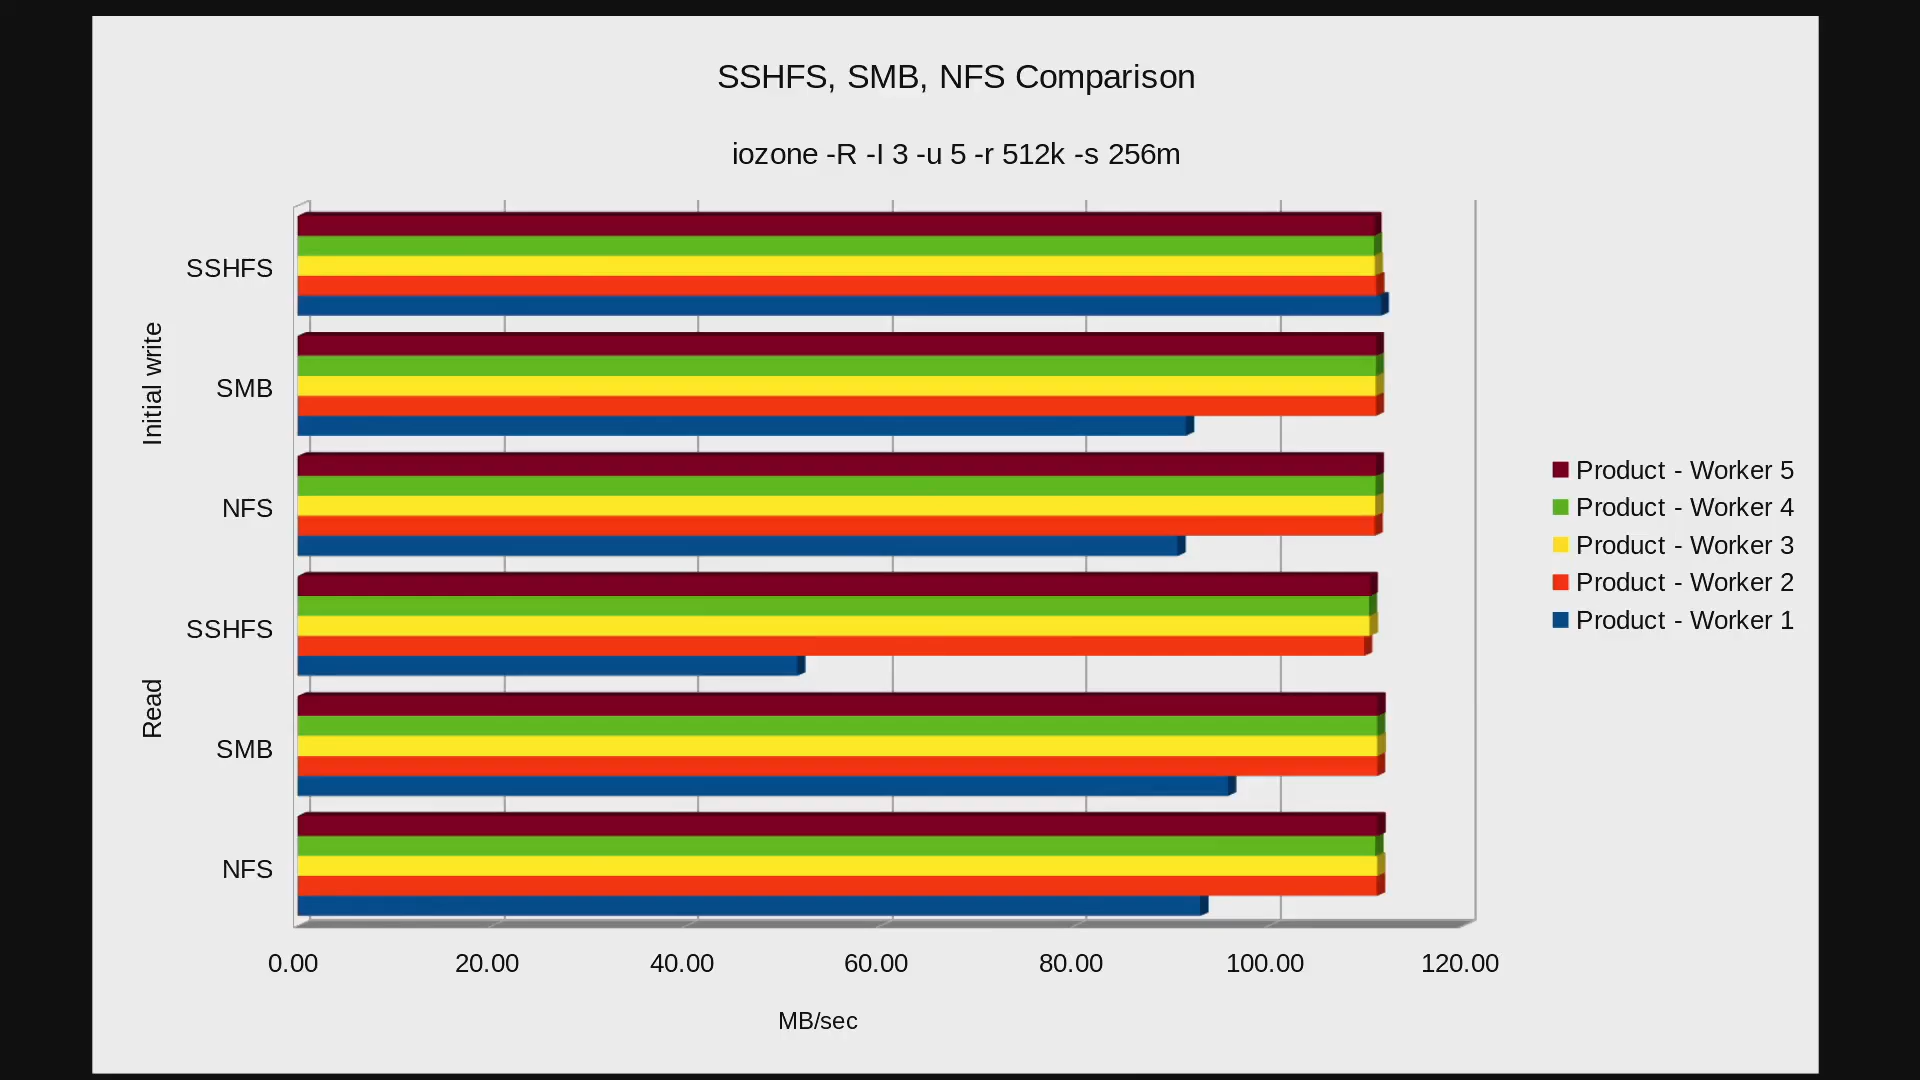 SSHFS, SMB, NFS Comparison
iozone -R -I 3 -u 5 -r 512k -s 256m
Initial write
SSHFS
SMB
NFS
Read
SSHFS
SMB
NFS
0.00 20.00 40.00 60.00 80.00 100.00 120.00
MB/sec
Product - Worker 5
Product - Worker 4
Product - Worker 3
Product - Worker 2
Product - Worker 1